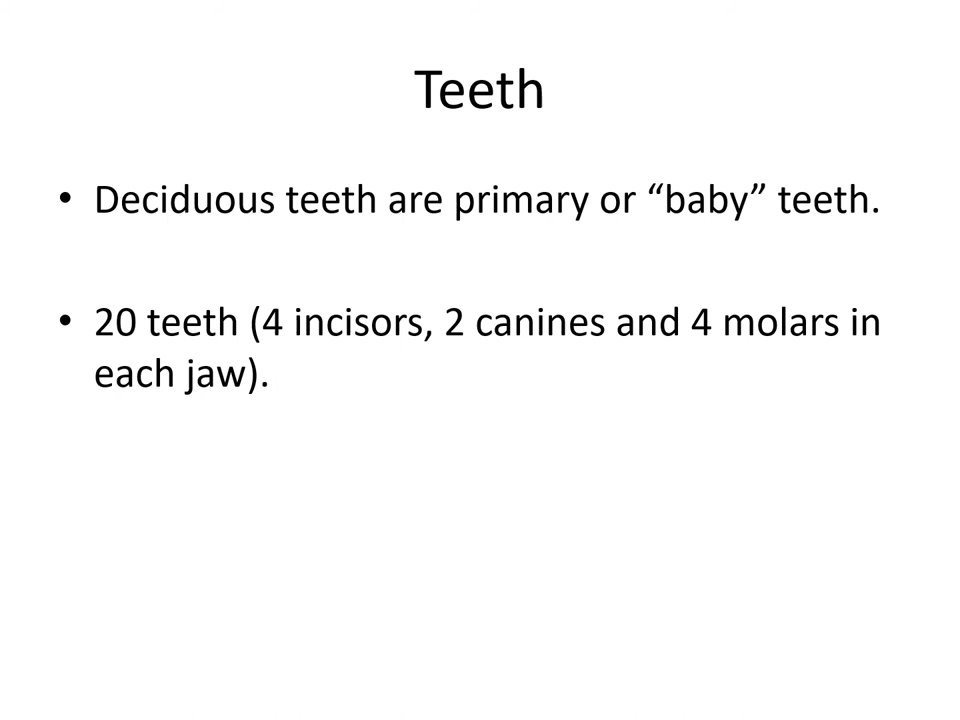 Teeth
• Deciduous teeth are primary or “baby” teeth.
• 20 teeth (4 incisors, 2 canines and 4 molars in
each jaw).